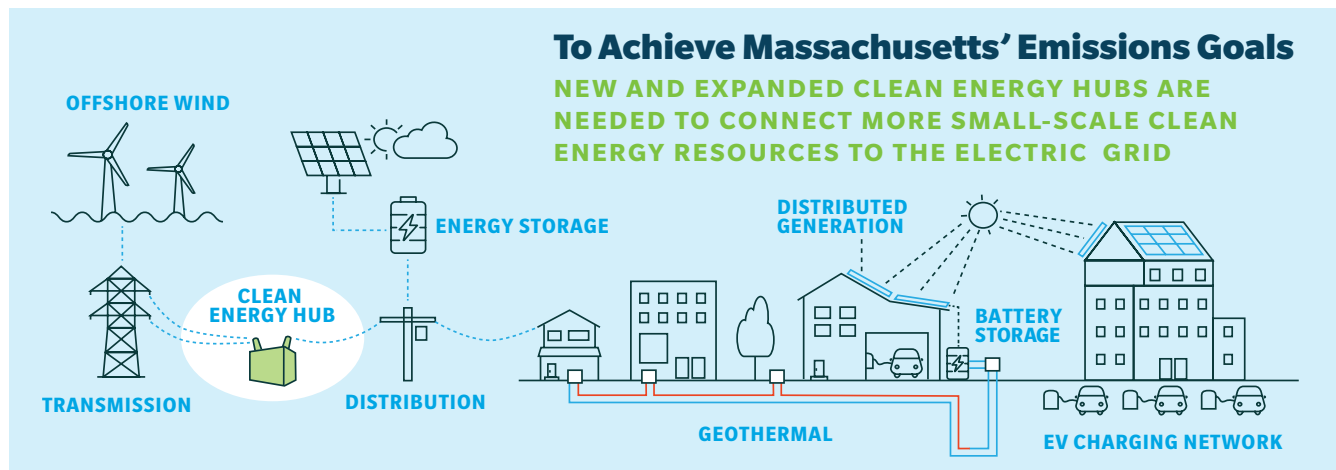 To Achieve Massachusetts’ Emissions Goals
NEW AND EXPANDED CLEAN ENERGY HUBS ARE
NEEDED TO CONNECT MORE SMALL-SCALE CLEAN
ENERGY RESOURCES TO THE ELECTRIC GRID
OFFSHORE WIND
ENERGY STORAGE
DISTRIBUTED
GENERATION
CLEAN
ENERGY HUB
BATTERY
STORAGE
TRANSMISSION
DISTRIBUTION
GEOTHERMAL
EV CHARGING NETWORK